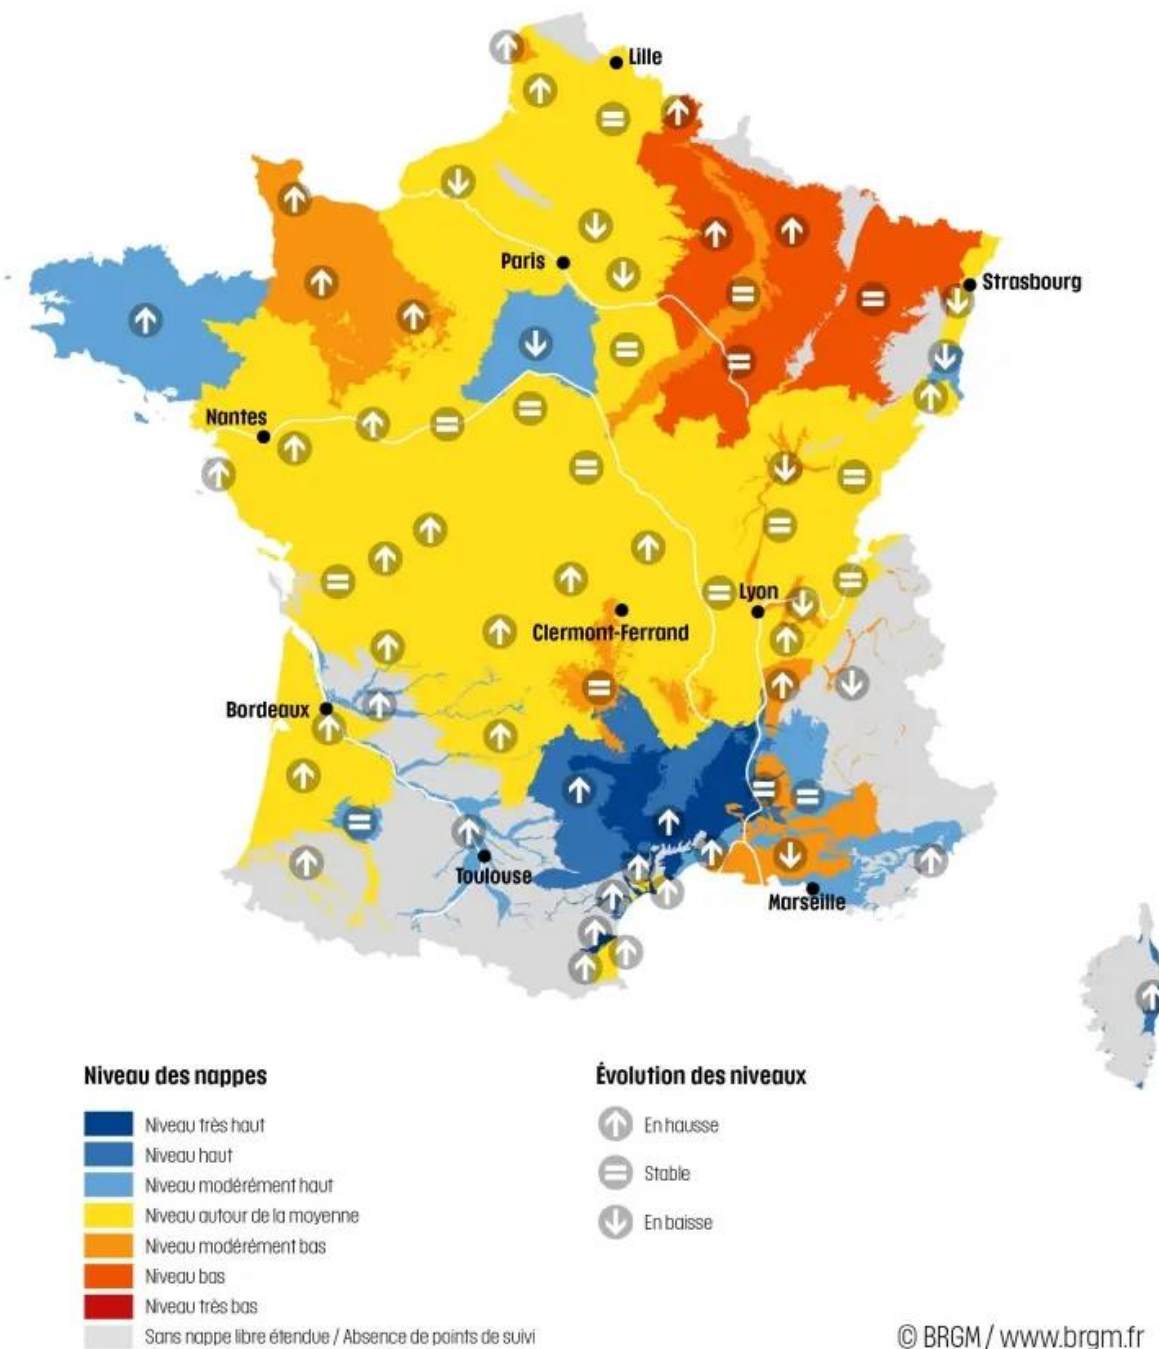 Lille
Paris
Strasbourg
Nantes
Lyon
Clermont-Ferrand
Bordeaux
Toulouse
Marseille
Niveau des nappes
Niveau très haut
Niveau haut
Niveau modérément haut
Niveau autour de la moyenne
Niveau modérément bas
Niveau bas
Niveau très bas
Sans nappe libre étendue / Absence de points de suivi
Évolution des niveaux
En hausse
Stable
En baisse
© BRGM / www.brgm.fr